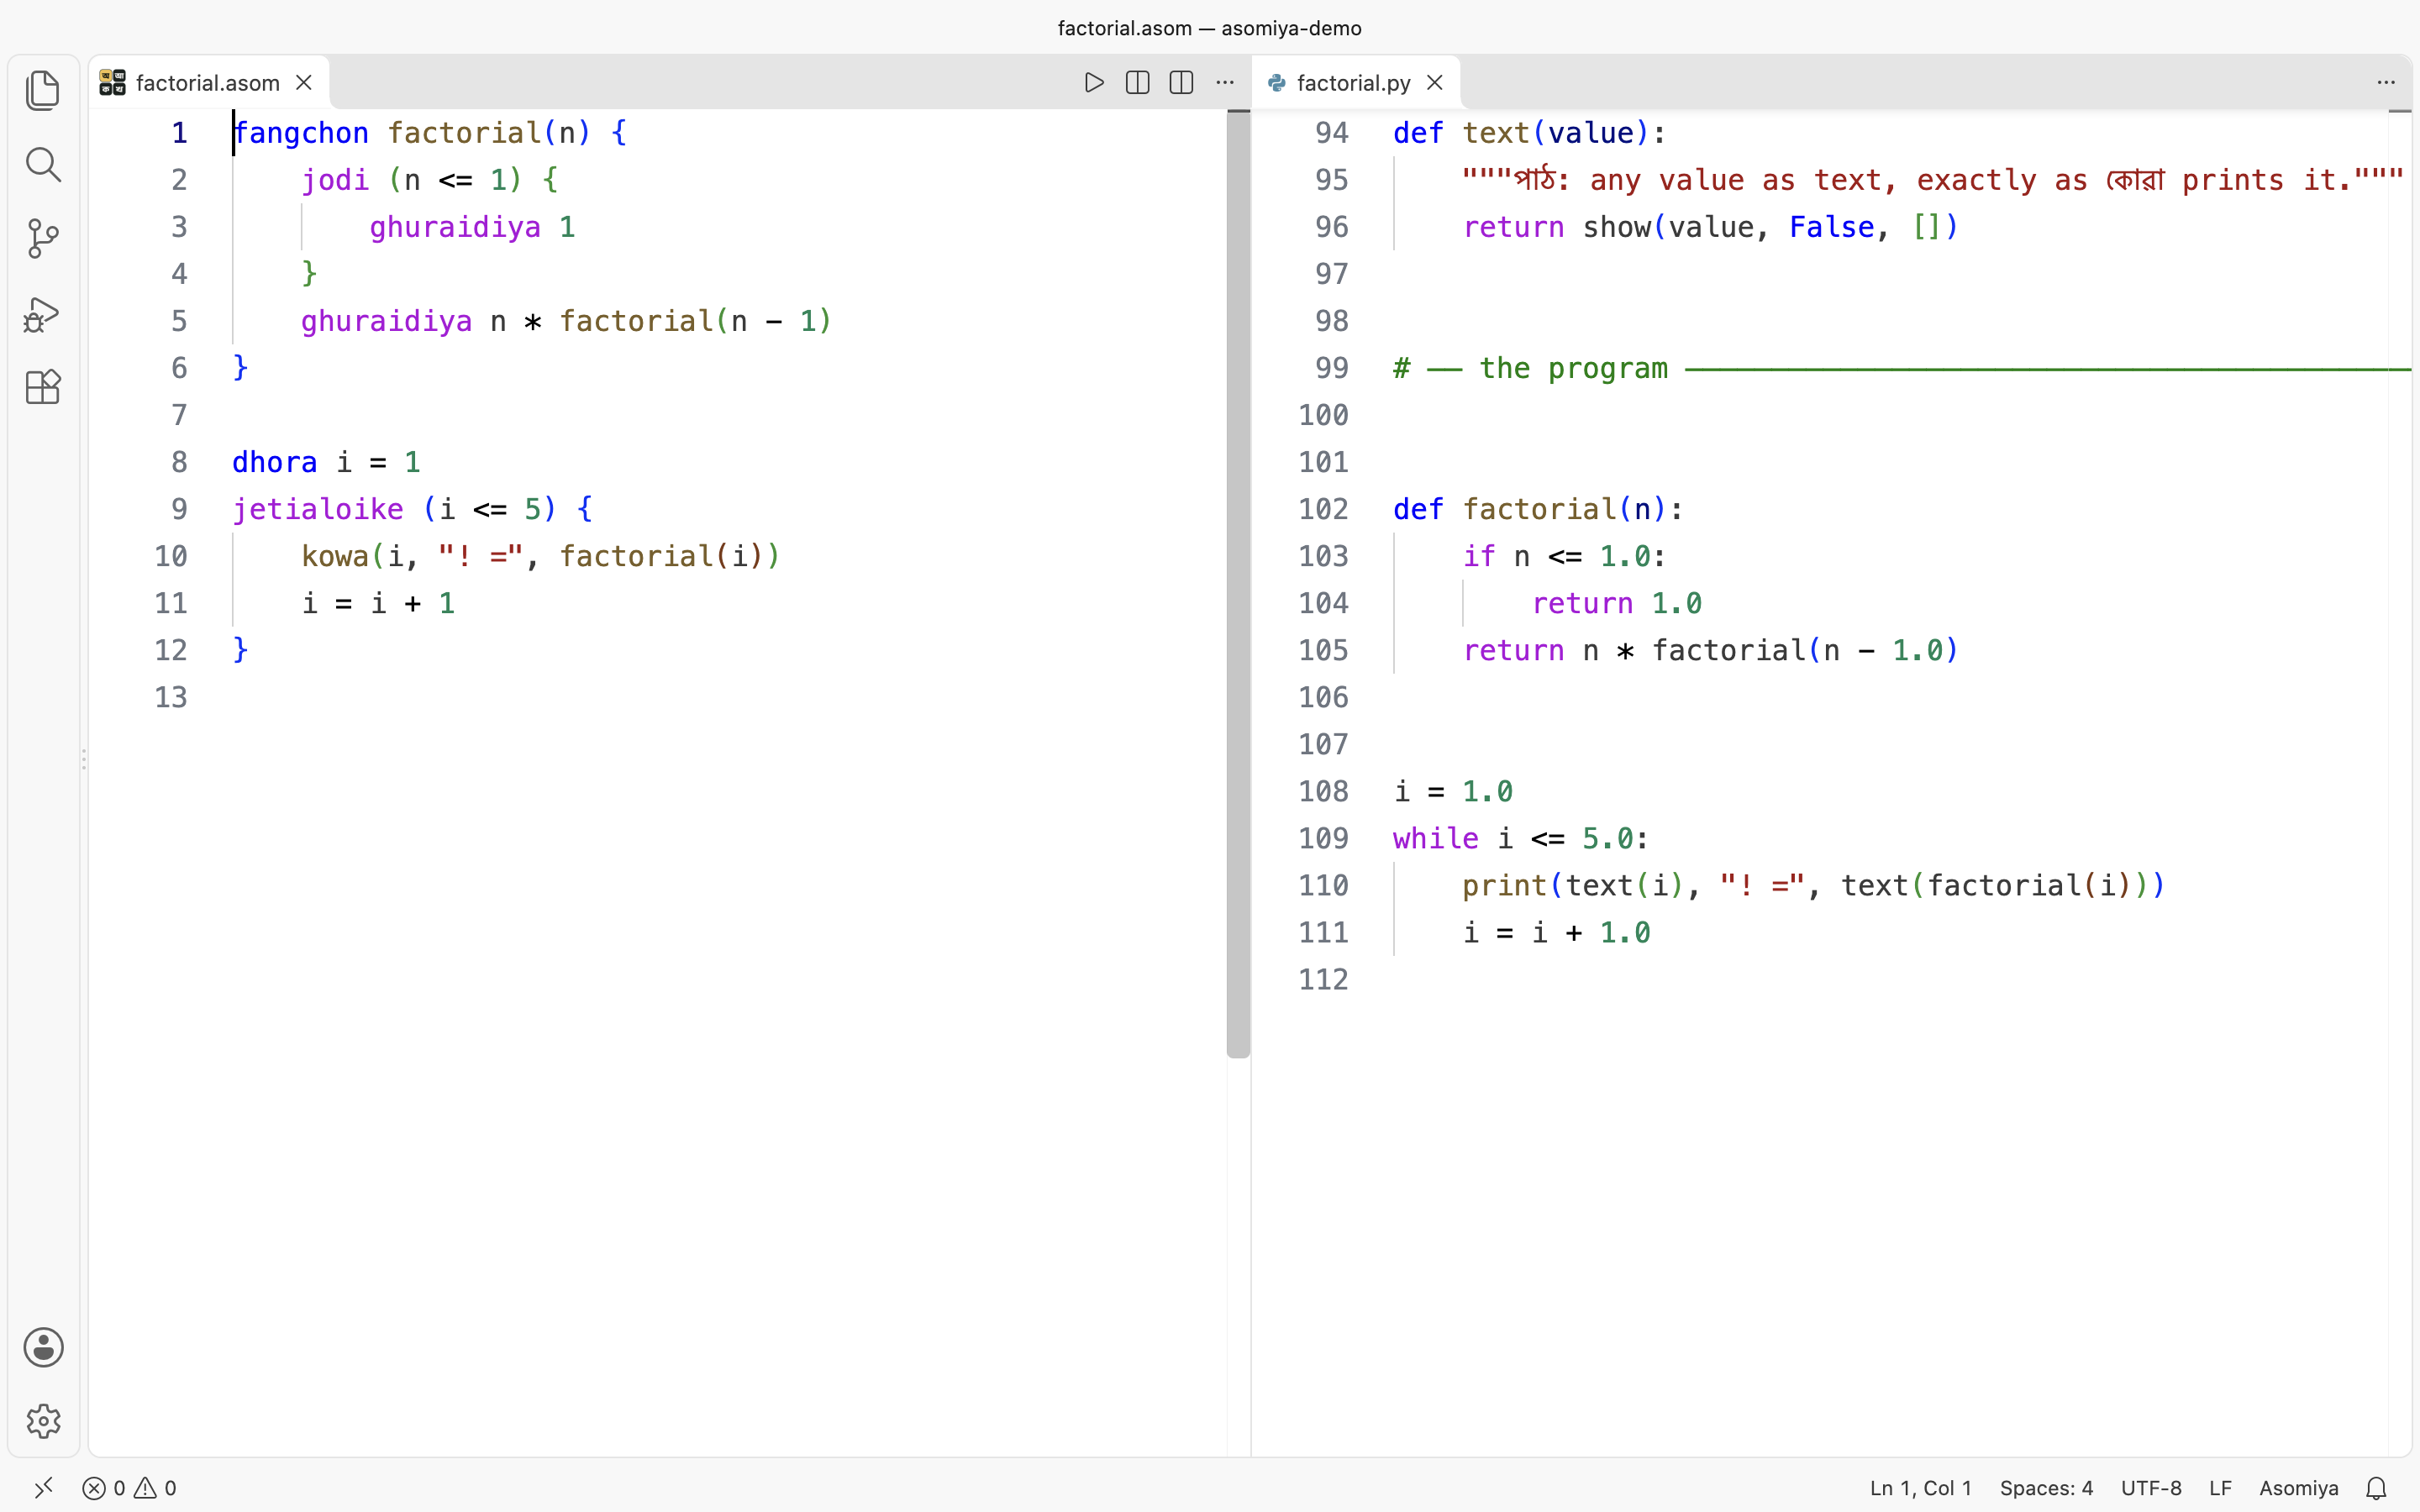 factorial.asom — asomiya-demo
factorial.asom
1 fangchon factorial(n) {
2     jodi (n <= 1) {
3         ghuraidiya 1
4     }
5     ghuraidiya n * factorial(n - 1)
6 }
7
8 dhora i = 1
9 jetialoike (i <= 5) {
10     kowa(i, "! =", factorial(i))
11     i = i + 1
12 }
13
factorial.py
94 def text(value):
95     """পাঠ: any value as text, exactly as কোৱা prints it."""
96     return show(value, False, [])
97
98
99 # —— the program ——————————————————————
100
101
102 def factorial(n):
103     if n <= 1.0:
104         return 1.0
105     return n * factorial(n - 1.0)
106
107
108 i = 1.0
109 while i <= 5.0:
110     print(text(i), "! =", text(factorial(i)))
111     i = i + 1.0
112
0 0
Ln 1, Col 1 Spaces: 4 UTF-8 LF Asomiya